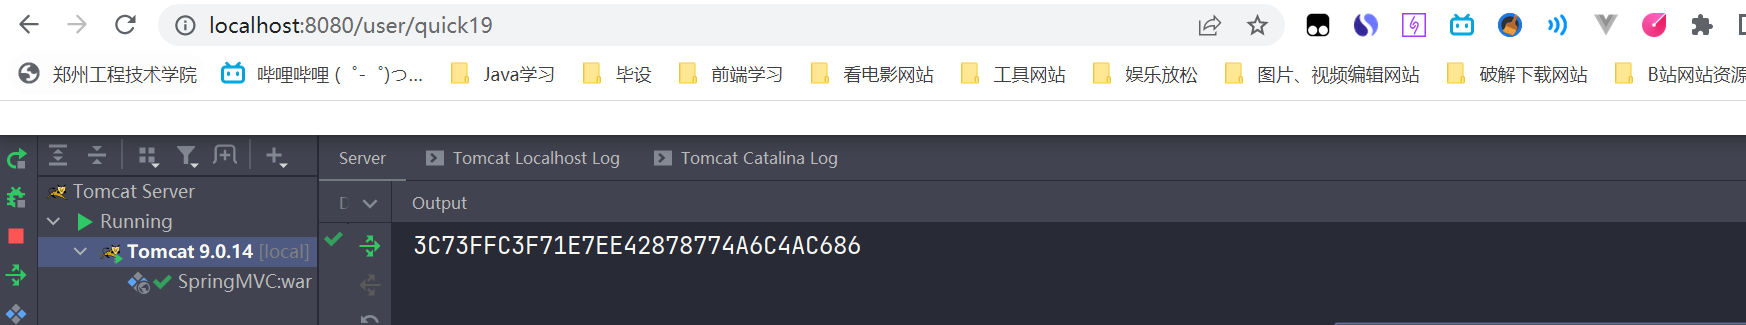 localhost:8080/user/quick19
郑州工程技术学院 哔哩哔哩 ( ゜- ゜)つ... Java学习 毕设 前端学习 看电影网站 工具网站 娱乐放松 图片、视频编辑网站 破解下载网站 B站网站资源
Server Tomcat Localhost Log Tomcat Catalina Log
Tomcat Server
Output
Running
3C73FFC3F71E7EE42878774A6C4AC686
Tomcat 9.0.14 [local]
SpringMVC:war